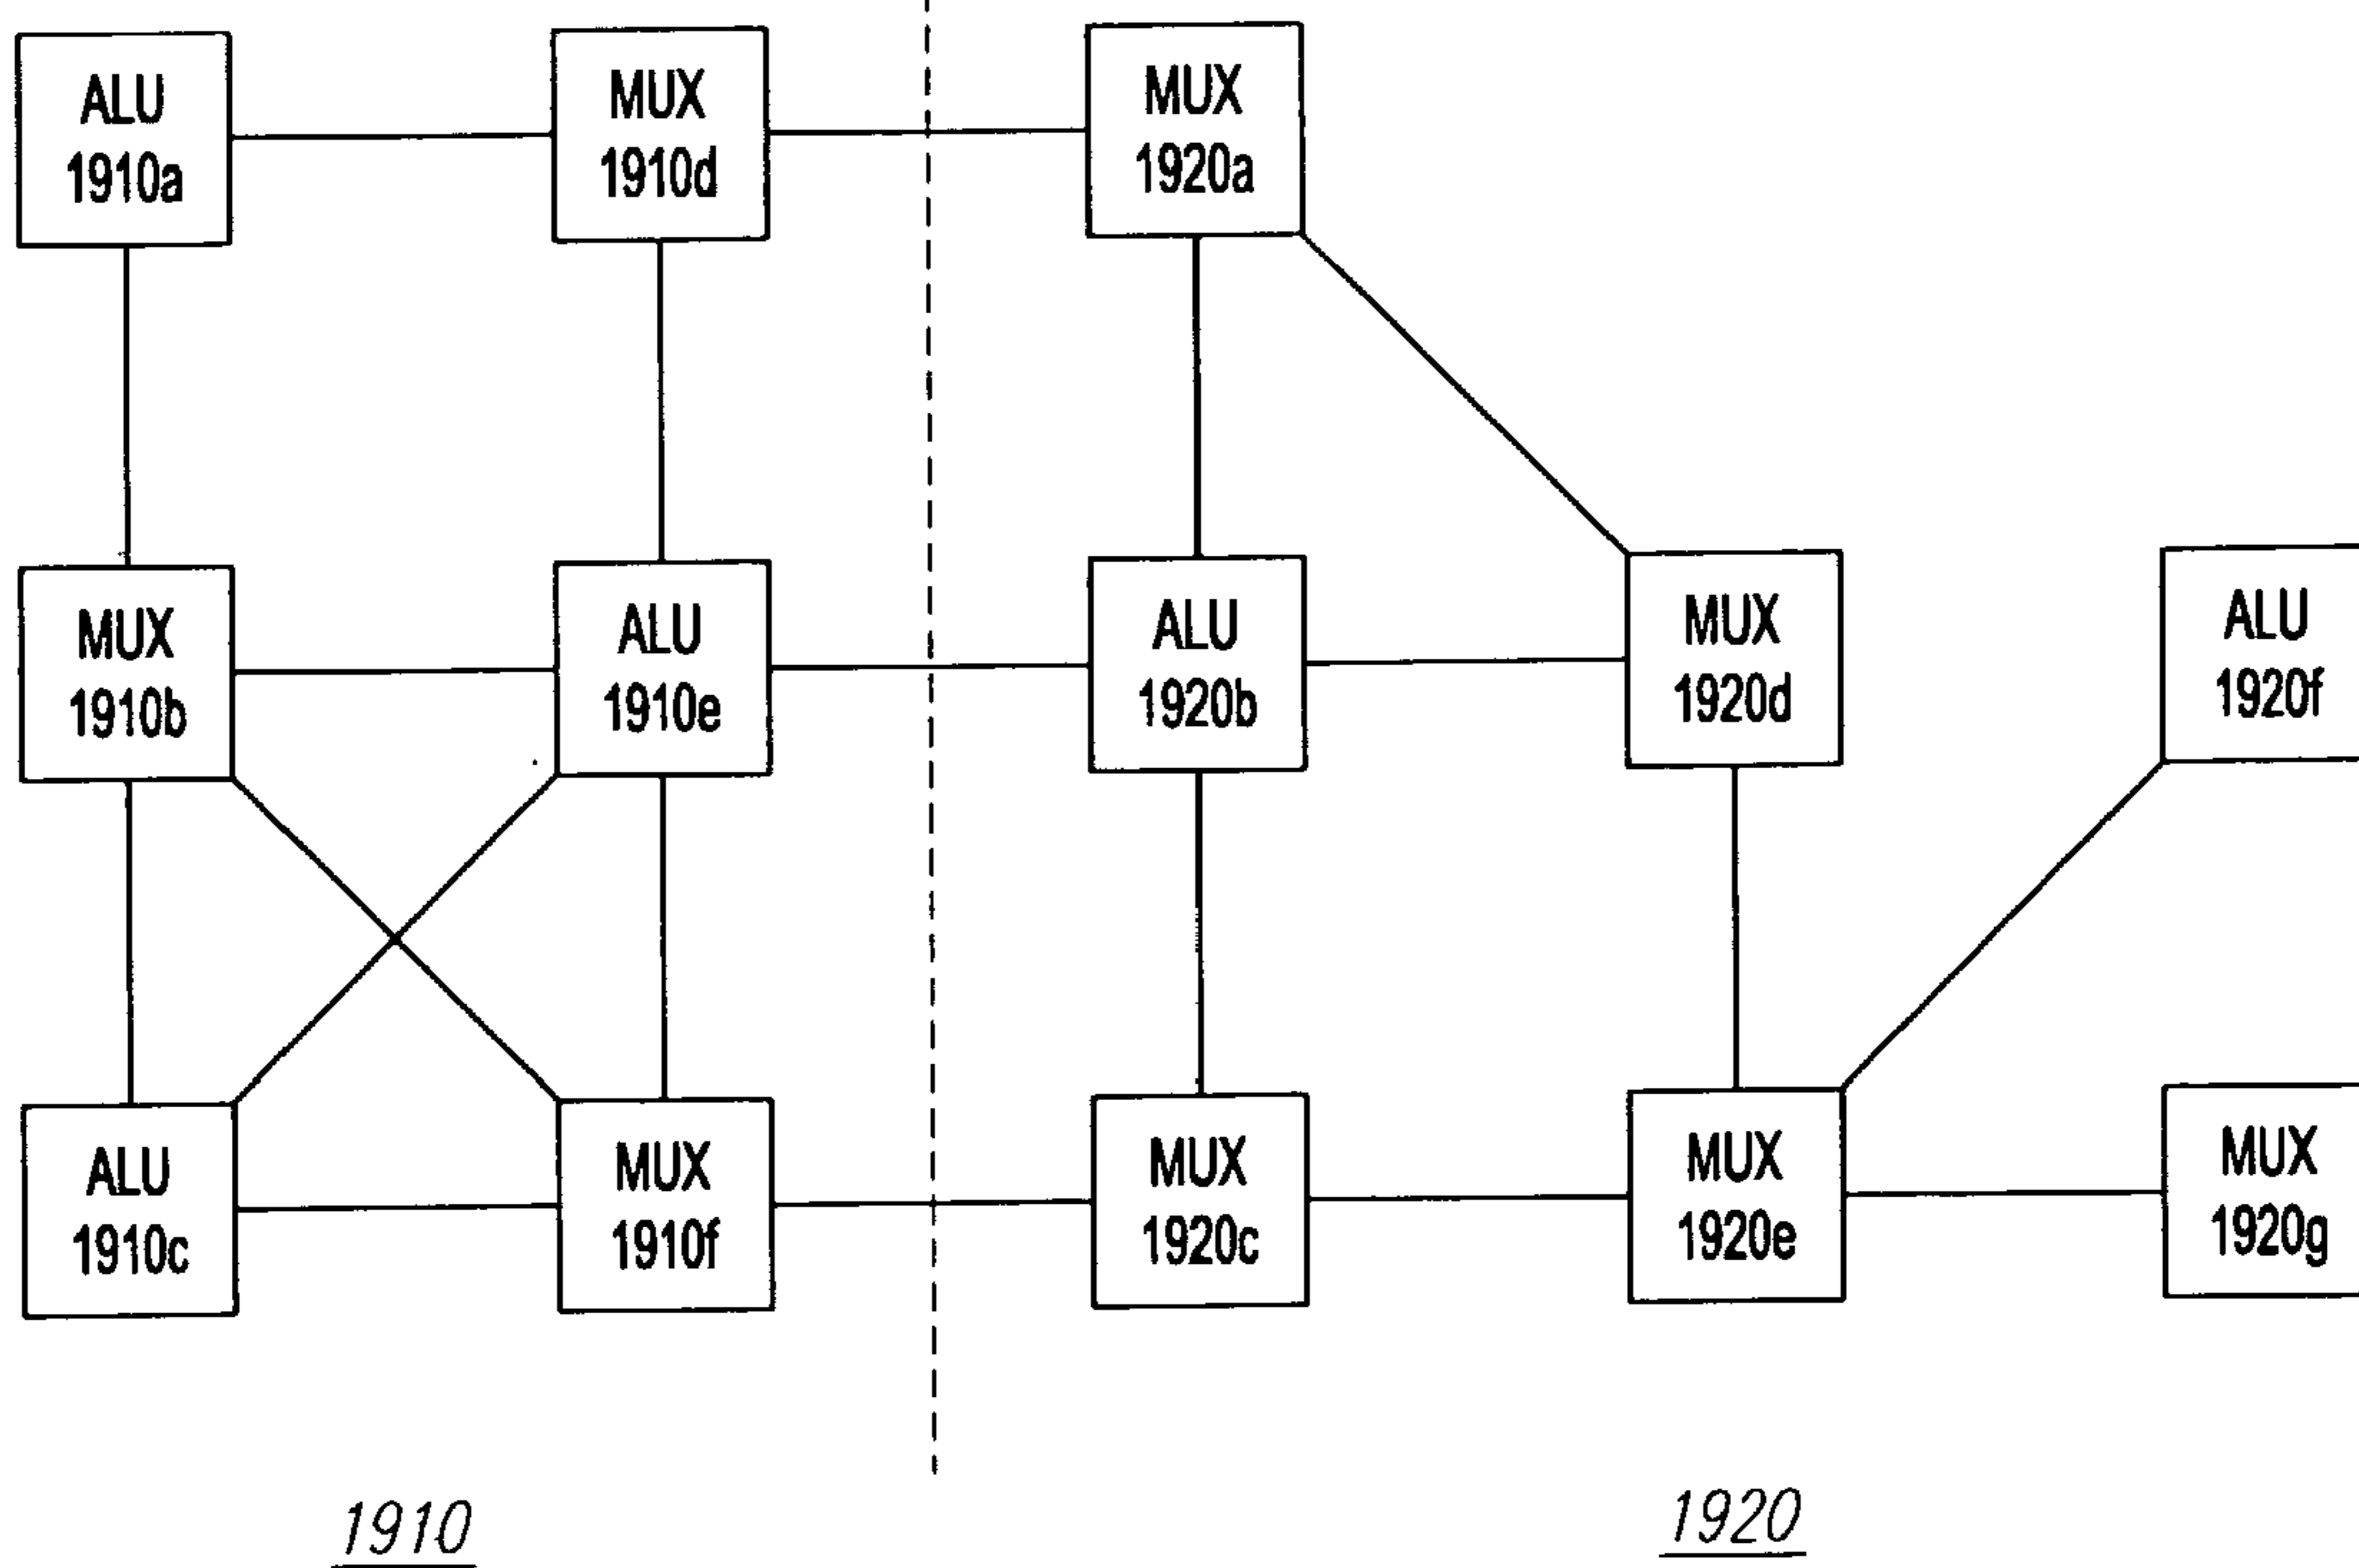 ALU
1910a
MUX
1910d
MUX
1920a
MUX
1910b
ALU
1910e
ALU
1920b
MUX
1920d
ALU
1920f
ALU
1910c
MUX
1910f
MUX
1920c
MUX
1920e
MUX
1920g
1910
1920